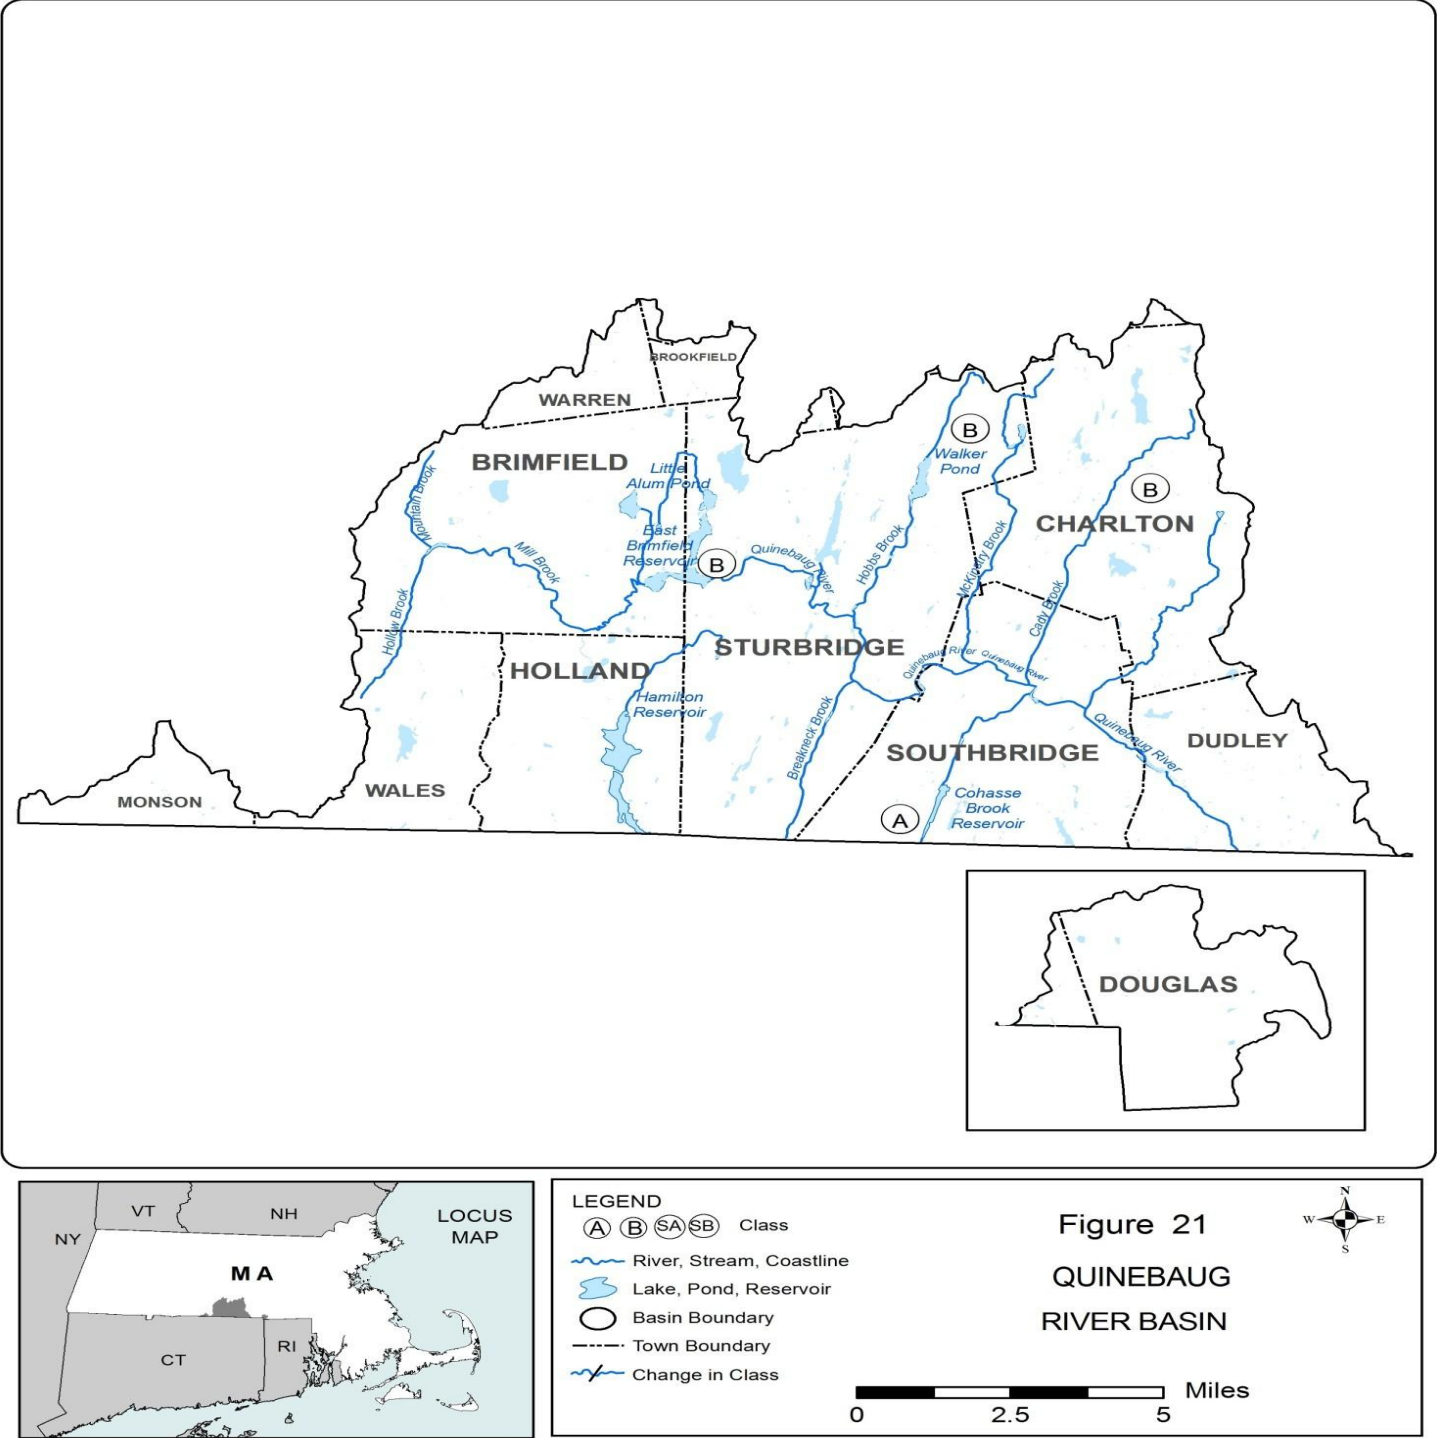 BROOKFIELD
WARREN
BRIMFIELD
Little
Alum Pond
East
Brimfield
Reservoir
B
Quinebaug River
Mountain Brook
Mill Brook
Hollow Brook
B
Walker
Pond
Hobbs Brook
McKinstry Brook
B
CHARLTON
Cady Brook
STURBRIDGE
HOLLAND
Hamilton
Reservoir
Quinebaug River
Quinebaug River
Breakneck Brook
SOUTHBRIDGE
Quinebaug River
DUDLEY
MONSON
WALES
A
Cohasse
Brook
Reservoir
DOUGLAS
NY
VT
NH
LOCUS
MAP
MA
CT
RI
LEGEND
A B SA SB Class
River, Stream, Coastline
Lake, Pond, Reservoir
Basin Boundary
Town Boundary
Change in Class
Figure 21
QUINEBAUG
RIVER BASIN
N
W E
S
Miles
0 2.5 5